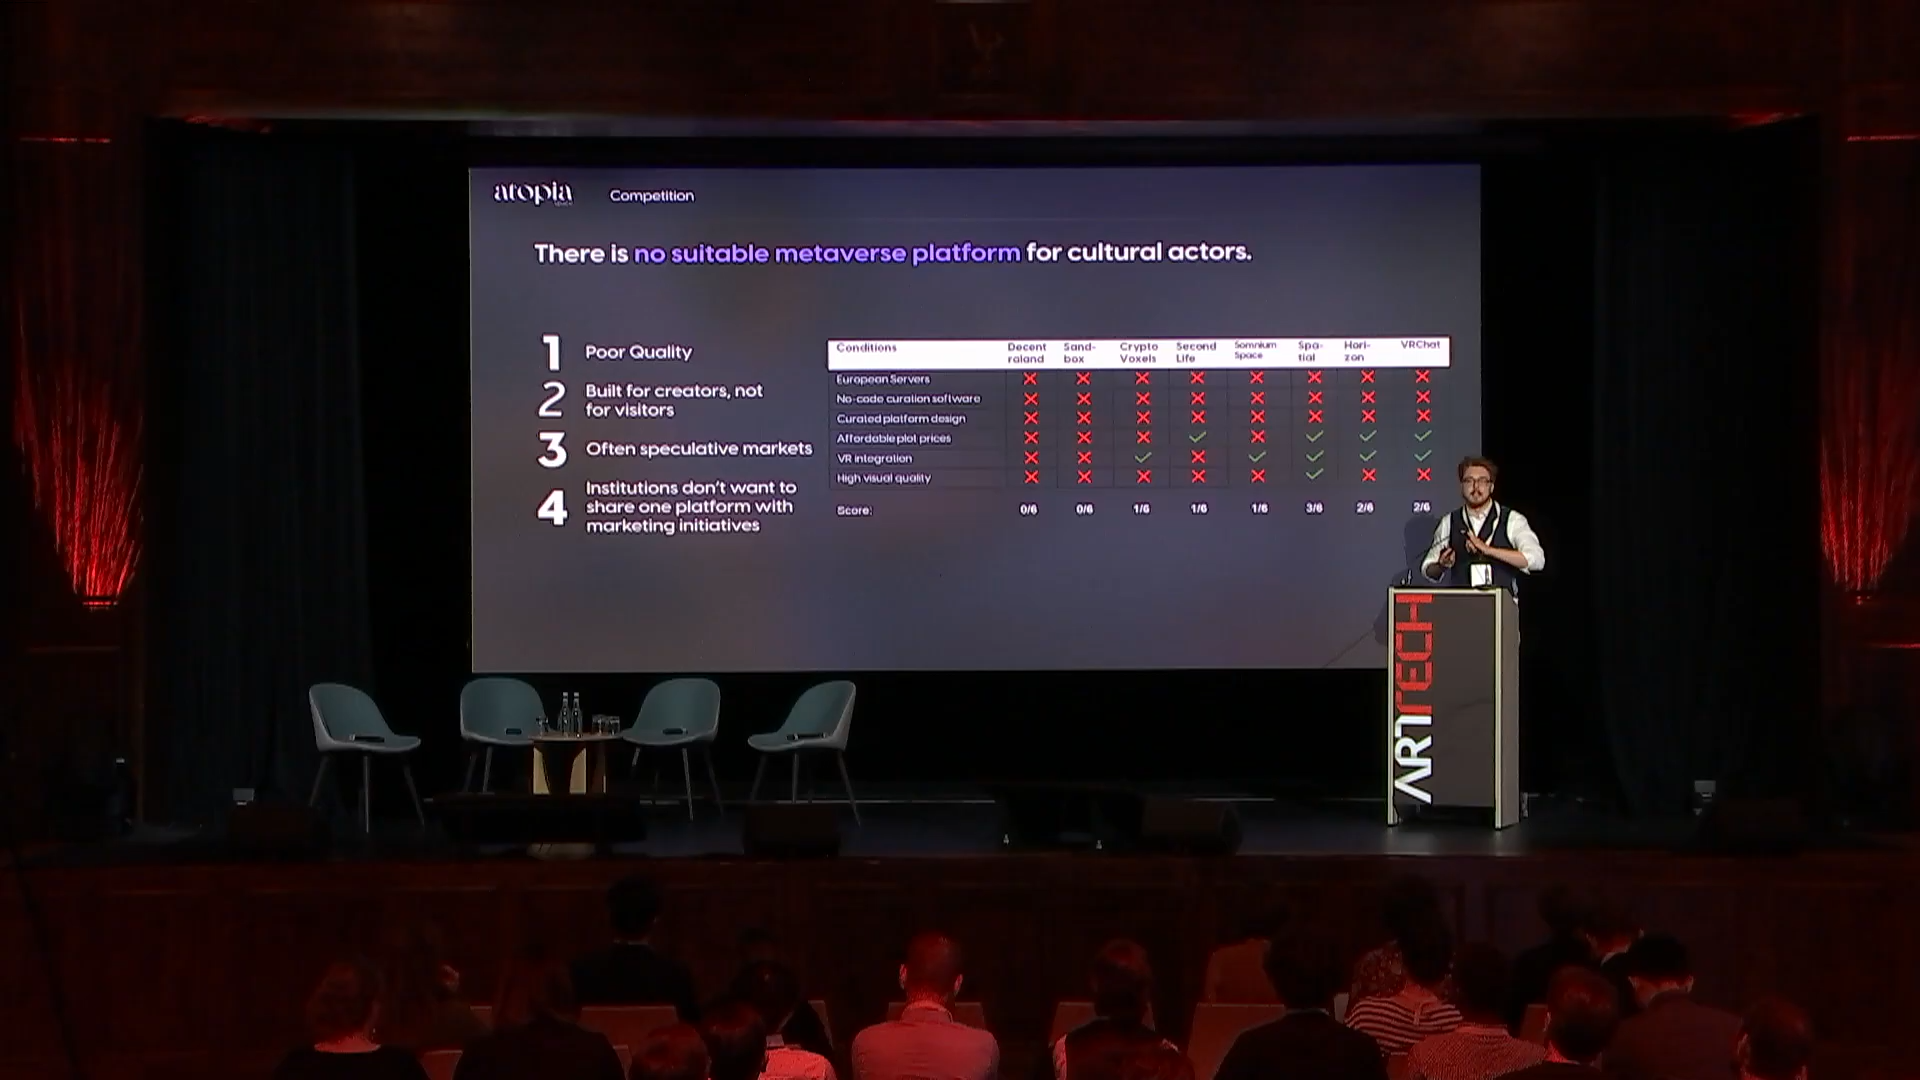 atopia
Competition
There is no suitable metaverse platform for cultural actors.
1 Poor Quality
2 Built for creators, not
for visitors
3 Often speculative markets
4 Institutions don't want to
share one platform with
marketing initiatives
Conditions Decent Sand- Crypto Second Somnium Spa- Hori- VRChat
raland box Voxels Life Space tial zon
European Servers
No-code curation software
Curated platform design
Affordable plot prices
VR integration
High visual quality
Score: 0/6 0/6 1/6 1/6 1/6 3/6 2/6 2/6
ARTTECH